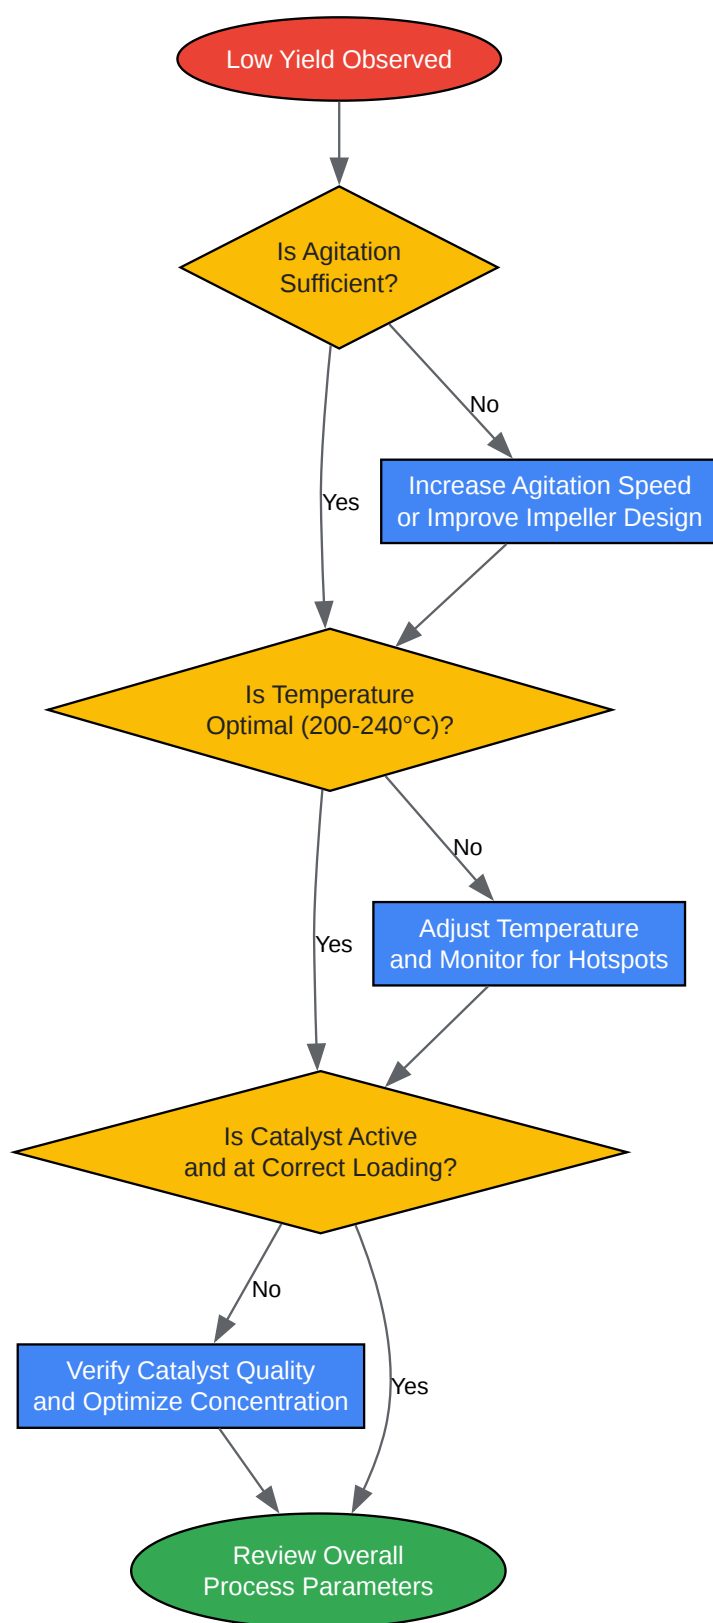 Low Yield Observed
Is Agitation
Sufficient?
No
Increase Agitation Speed
or Improve Impeller Design
Yes
Is Temperature
Optimal (200-240°C)?
No
Adjust Temperature
and Monitor for Hotspots
Yes
Is Catalyst Active
and at Correct Loading?
No
Verify Catalyst Quality
and Optimize Concentration
Yes
Review Overall
Process Parameters